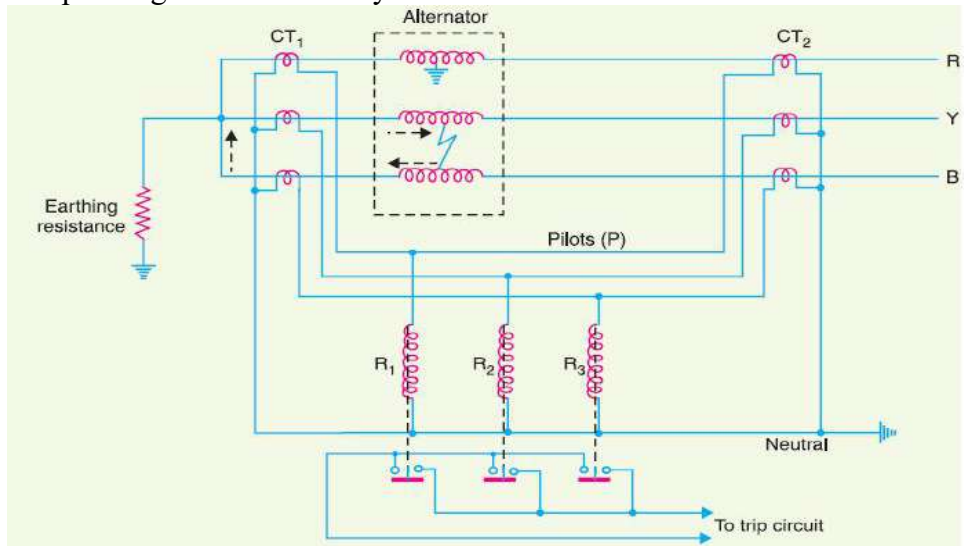 Alternator
CT1
CT2
R
Y
B
Earthing
resistance
Pilots (P)
R1
R2
R3
Neutral
To trip circuit